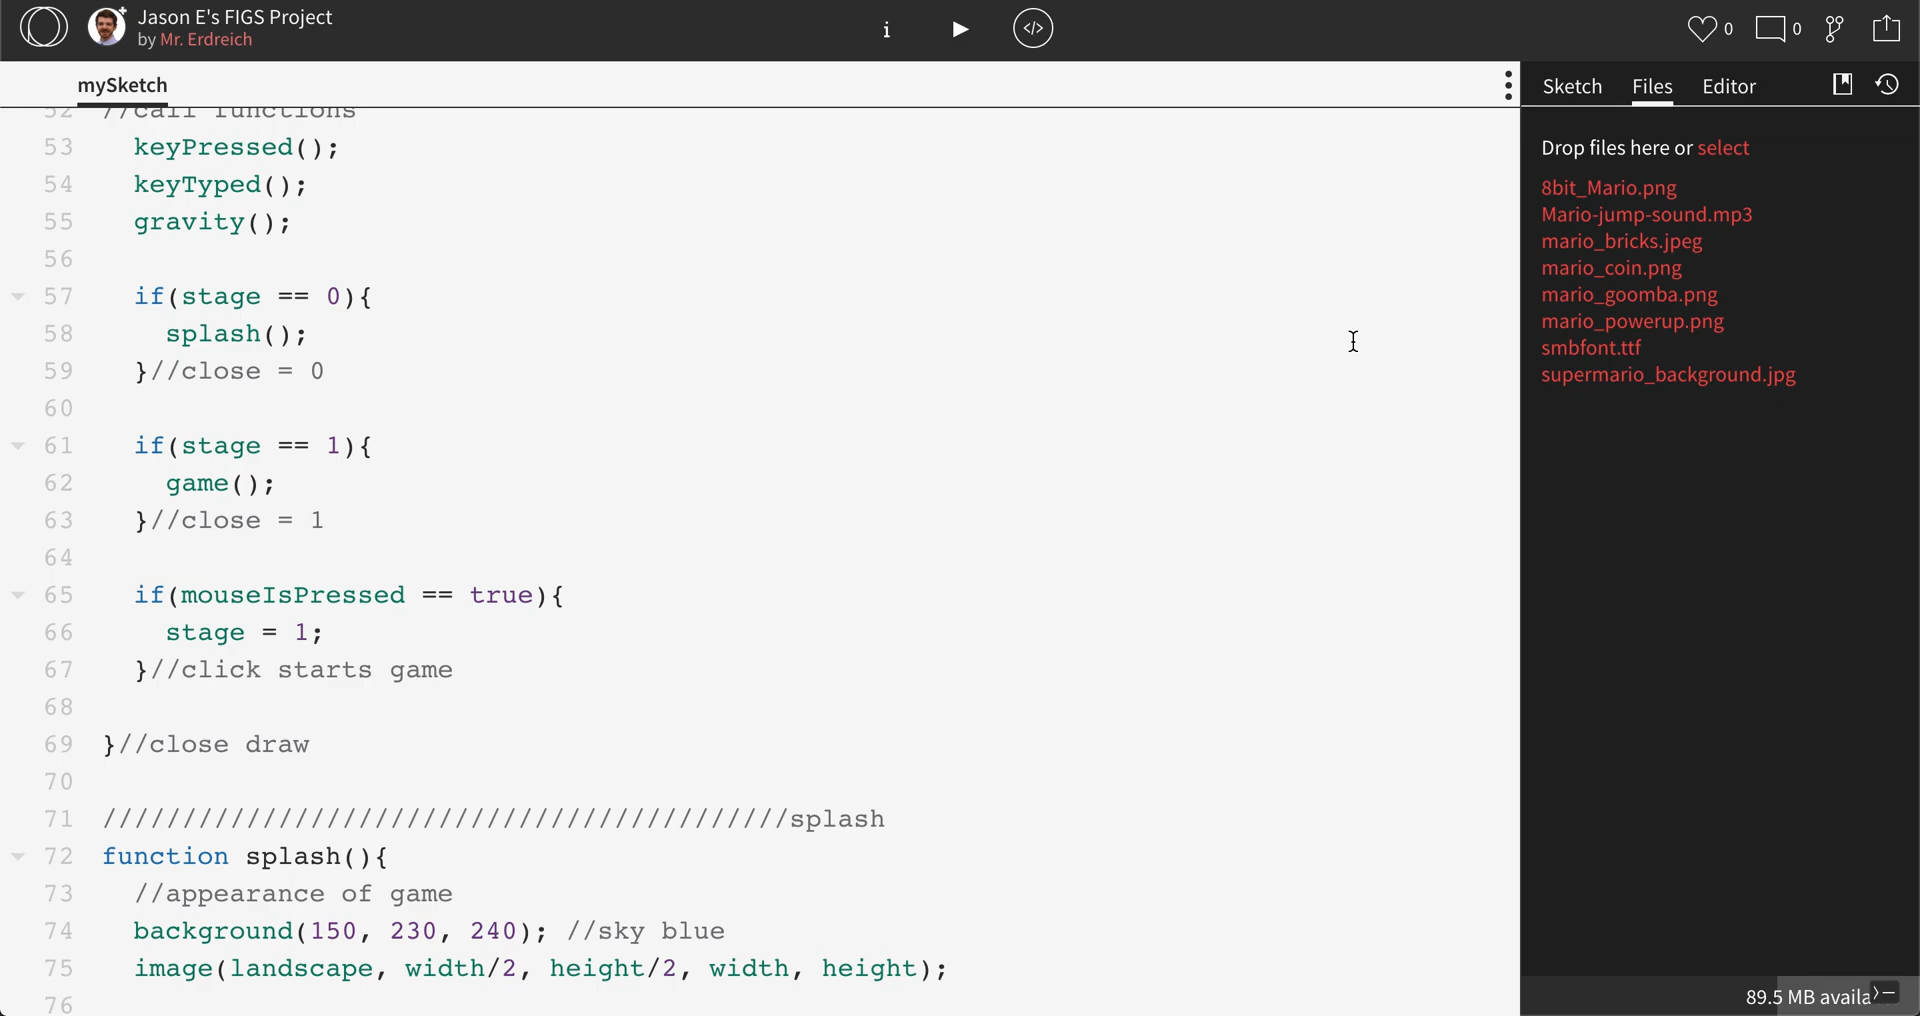 Jason E's FIGS Project
by Mr. Erdreich
i
</>
0
0
mySketch
Sketch Files Editor
52 //call functions
53 keyPressed();
54 keyTyped();
55 gravity();
56
57 if(stage == 0){
58 splash();
59 }//close = 0
60
61 if(stage == 1){
62 game();
63 }//close = 1
64
65 if(mouseIsPressed == true){
66 stage = 1;
67 }//click starts game
68
69 }//close draw
70
71 ///////////////////////////////////////////splash
72 function splash(){
73 //appearance of game
74 background(150, 230, 240); //sky blue
75 image(landscape, width/2, height/2, width, height);
76
Drop files here or select
8bit_Mario.png
Mario-jump-sound.mp3
mario_bricks.jpeg
mario_coin.png
mario_goomba.png
mario_powerup.png
smbfont.ttf
supermario_background.jpg
89.5 MB availa